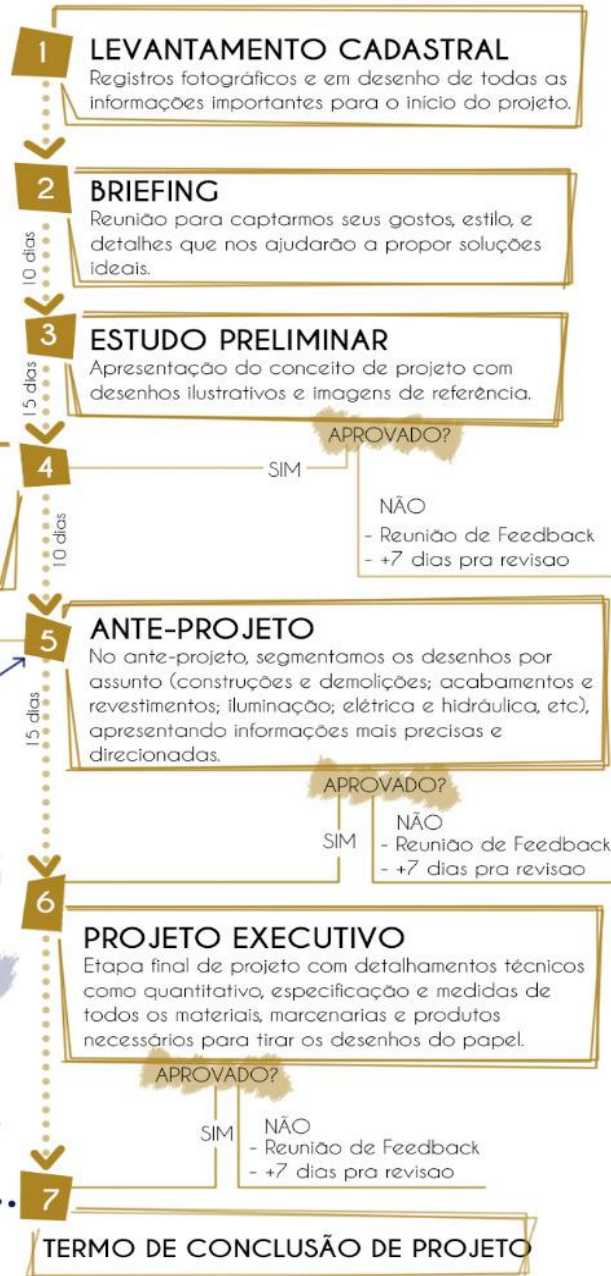 1
LEVANTAMENTO CADASTRAL
Registros fotográficos e em desenho de todas as
informações importantes para o início do projeto.
2
BRIEFING
Reunião para captarmos seus gostos, estilo, e
detalhes que nos ajudarão a propor soluções
ideais.
10 dias
3
ESTUDO PRELIMINAR
Apresentação do conceito de projeto com
desenhos ilustrativos e imagens de referência.
15 dias
APROVADO?
4
SIM
NÃO
- Reunião de Feedback
- +7 dias pra revisao
10 dias
5
ANTE-PROJETO
No ante-projeto, segmentamos os desenhos por
assunto (construções e demolições; acabamentos e
revestimentos; iluminação; elétrica e hidráulica, etc),
apresentando informações mais precisas e
direcionadas.
15 dias
APROVADO?
SIM
NÃO
- Reunião de Feedback
- +7 dias pra revisao
6
PROJETO EXECUTIVO
Etapa final de projeto com detalhamentos técnicos
como quantitativo, especificação e medidas de
todos os materiais, marcenarias e produtos
necessários para tirar os desenhos do papel.
APROVADO?
SIM
NÃO
- Reunião de Feedback
- +7 dias pra revisao
7
TERMO DE CONCLUSÃO DE PROJETO